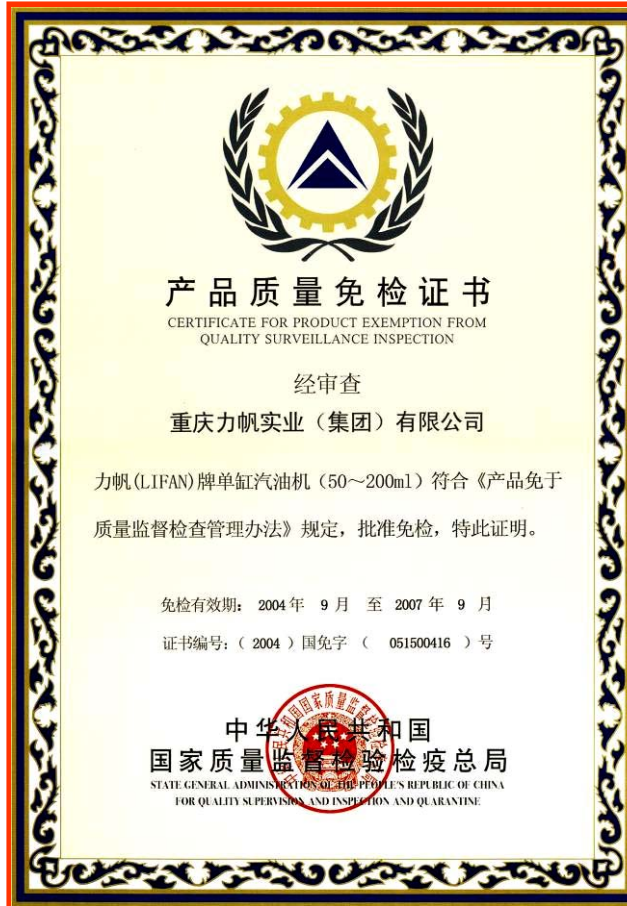 产品质量免检证书
CERTIFICATE FOR PRODUCT EXEMPTION FROM
QUALITY SURVEILLANCE INSPECTION
经审查
重庆力帆实业（集团）有限公司
力帆(LIFAN)牌单缸汽油机（50～200ml）符合《产品免于
质量监督检查管理办法》规定，批准免检，特此证明。
免检有效期：2004年 9月 至 2007年 9月
证书编号：（2004）国免字（ 051500416 ）号
中华人民共和国
国家质量监督检验检疫总局
STATE GENERAL ADMINISTRATION OF THE PEOPLE'S REPUBLIC OF CHINA
FOR QUALITY SUPERVISION AND INSPECTION AND QUARANTINE